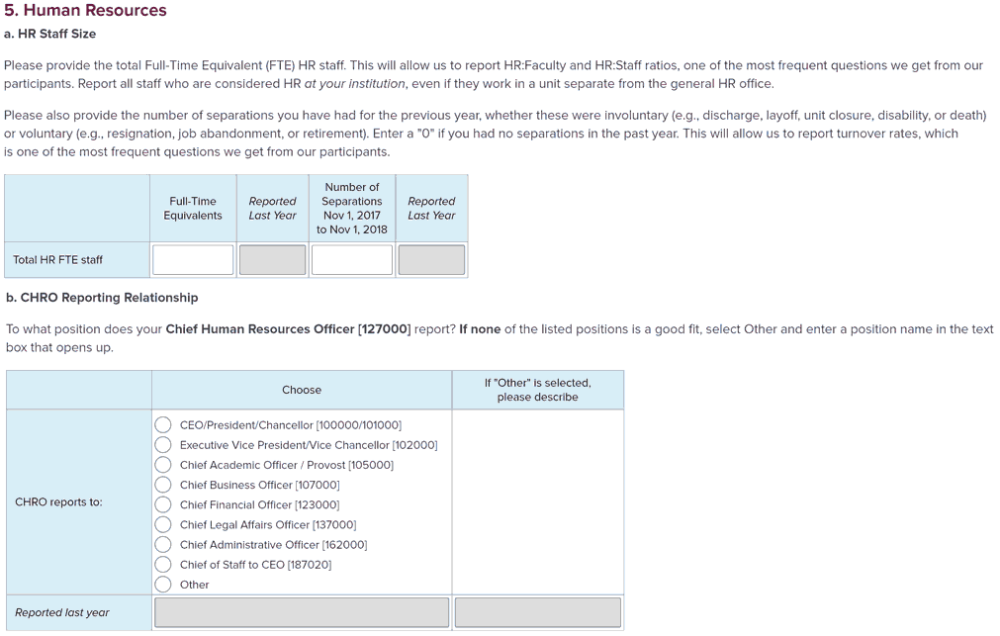 5. Human Resources
a. HR Staff Size
Please provide the total Full-Time Equivalent (FTE) HR staff. This will allow us to report HR:Faculty and HR:Staff ratios, one of the most frequent questions we get from our
participants. Report all staff who are considered HR at your institution, even if they work in a unit separate from the general HR office.
Please also provide the number of separations you have had for the previous year, whether these were involuntary (e.g., discharge, layoff, unit closure, disability, or death)
or voluntary (e.g., resignation, job abandonment, or retirement). Enter a "0" if you had no separations in the past year. This will allow us to report turnover rates, which
is one of the most frequent questions we get from our participants.
Full-Time
Equivalents
Reported
Last Year
Number of
Separations
Nov 1, 2017
to Nov 1, 2018
Reported
Last Year
Total HR FTE staff
b. CHRO Reporting Relationship
To what position does your Chief Human Resources Officer [127000] report? If none of the listed positions is a good fit, select Other and enter a position name in the text
box that opens up.
Choose
If "Other" is selected,
please describe
CHRO reports to:
CEO/President/Chancellor [100000/101000]
Executive Vice President/Vice Chancellor [102000]
Chief Academic Officer / Provost [105000]
Chief Business Officer [107000]
Chief Financial Officer [123000]
Chief Legal Affairs Officer [137000]
Chief Administrative Officer [162000]
Chief of Staff to CEO [187020]
Other
Reported last year